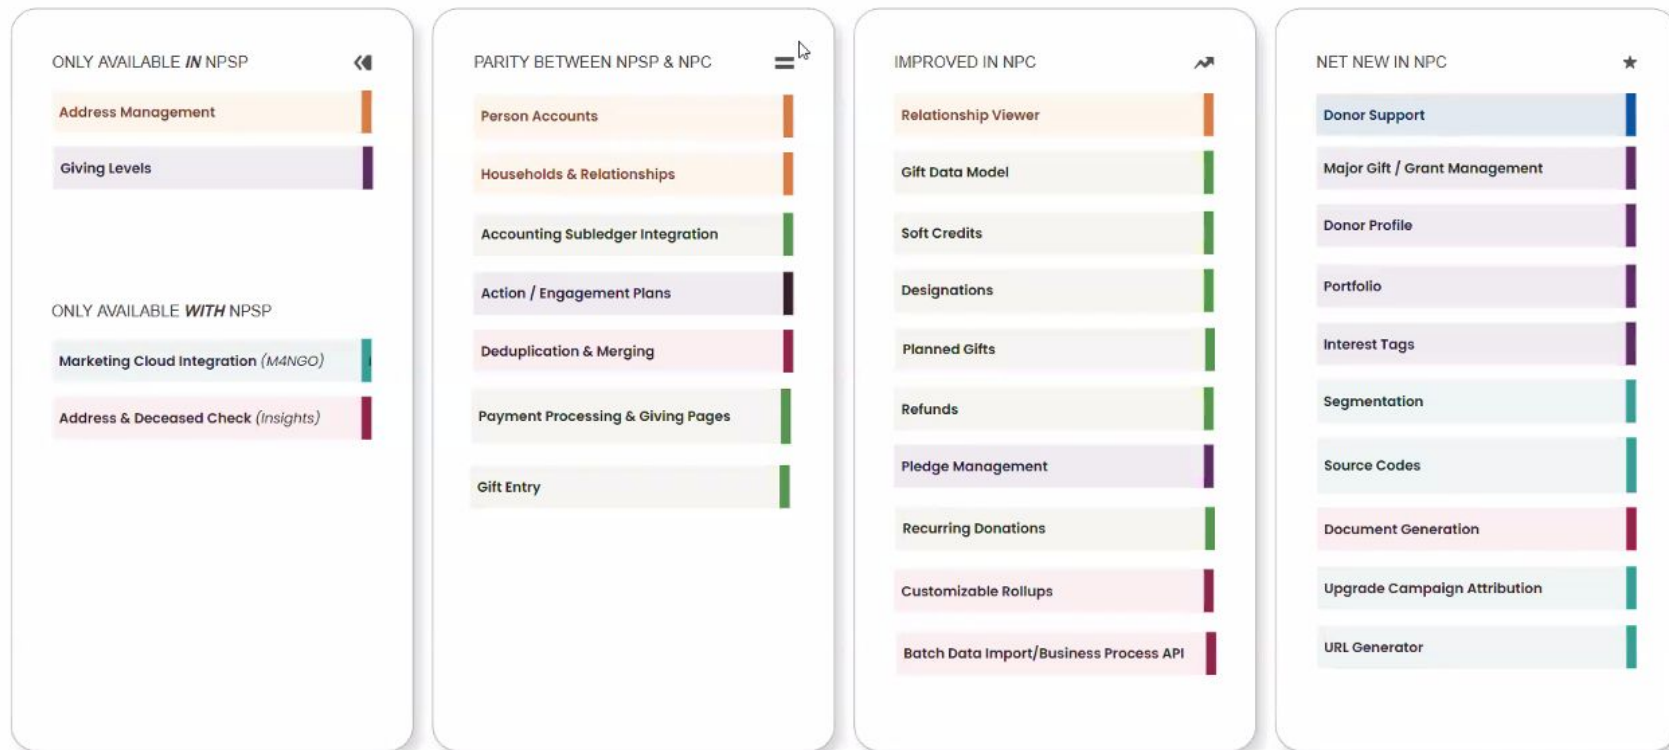 ONLY AVAILABLE IN NPSP
Address Management
Giving Levels
ONLY AVAILABLE WITH NPSP
Marketing Cloud Integration (M4NGO)
Address & Deceased Check (Insights)
PARITY BETWEEN NPSP & NPC
Person Accounts
Households & Relationships
Accounting Subledger Integration
Action / Engagement Plans
Deduplication & Merging
Payment Processing & Giving Pages
Gift Entry
IMPROVED IN NPC
Relationship Viewer
Gift Data Model
Soft Credits
Designations
Planned Gifts
Refunds
Pledge Management
Recurring Donations
Customizable Rollups
Batch Data Import/Business Process API
NET NEW IN NPC
Donor Support
Major Gift / Grant Management
Donor Profile
Portfolio
Interest Tags
Segmentation
Source Codes
Document Generation
Upgrade Campaign Attribution
URL Generator